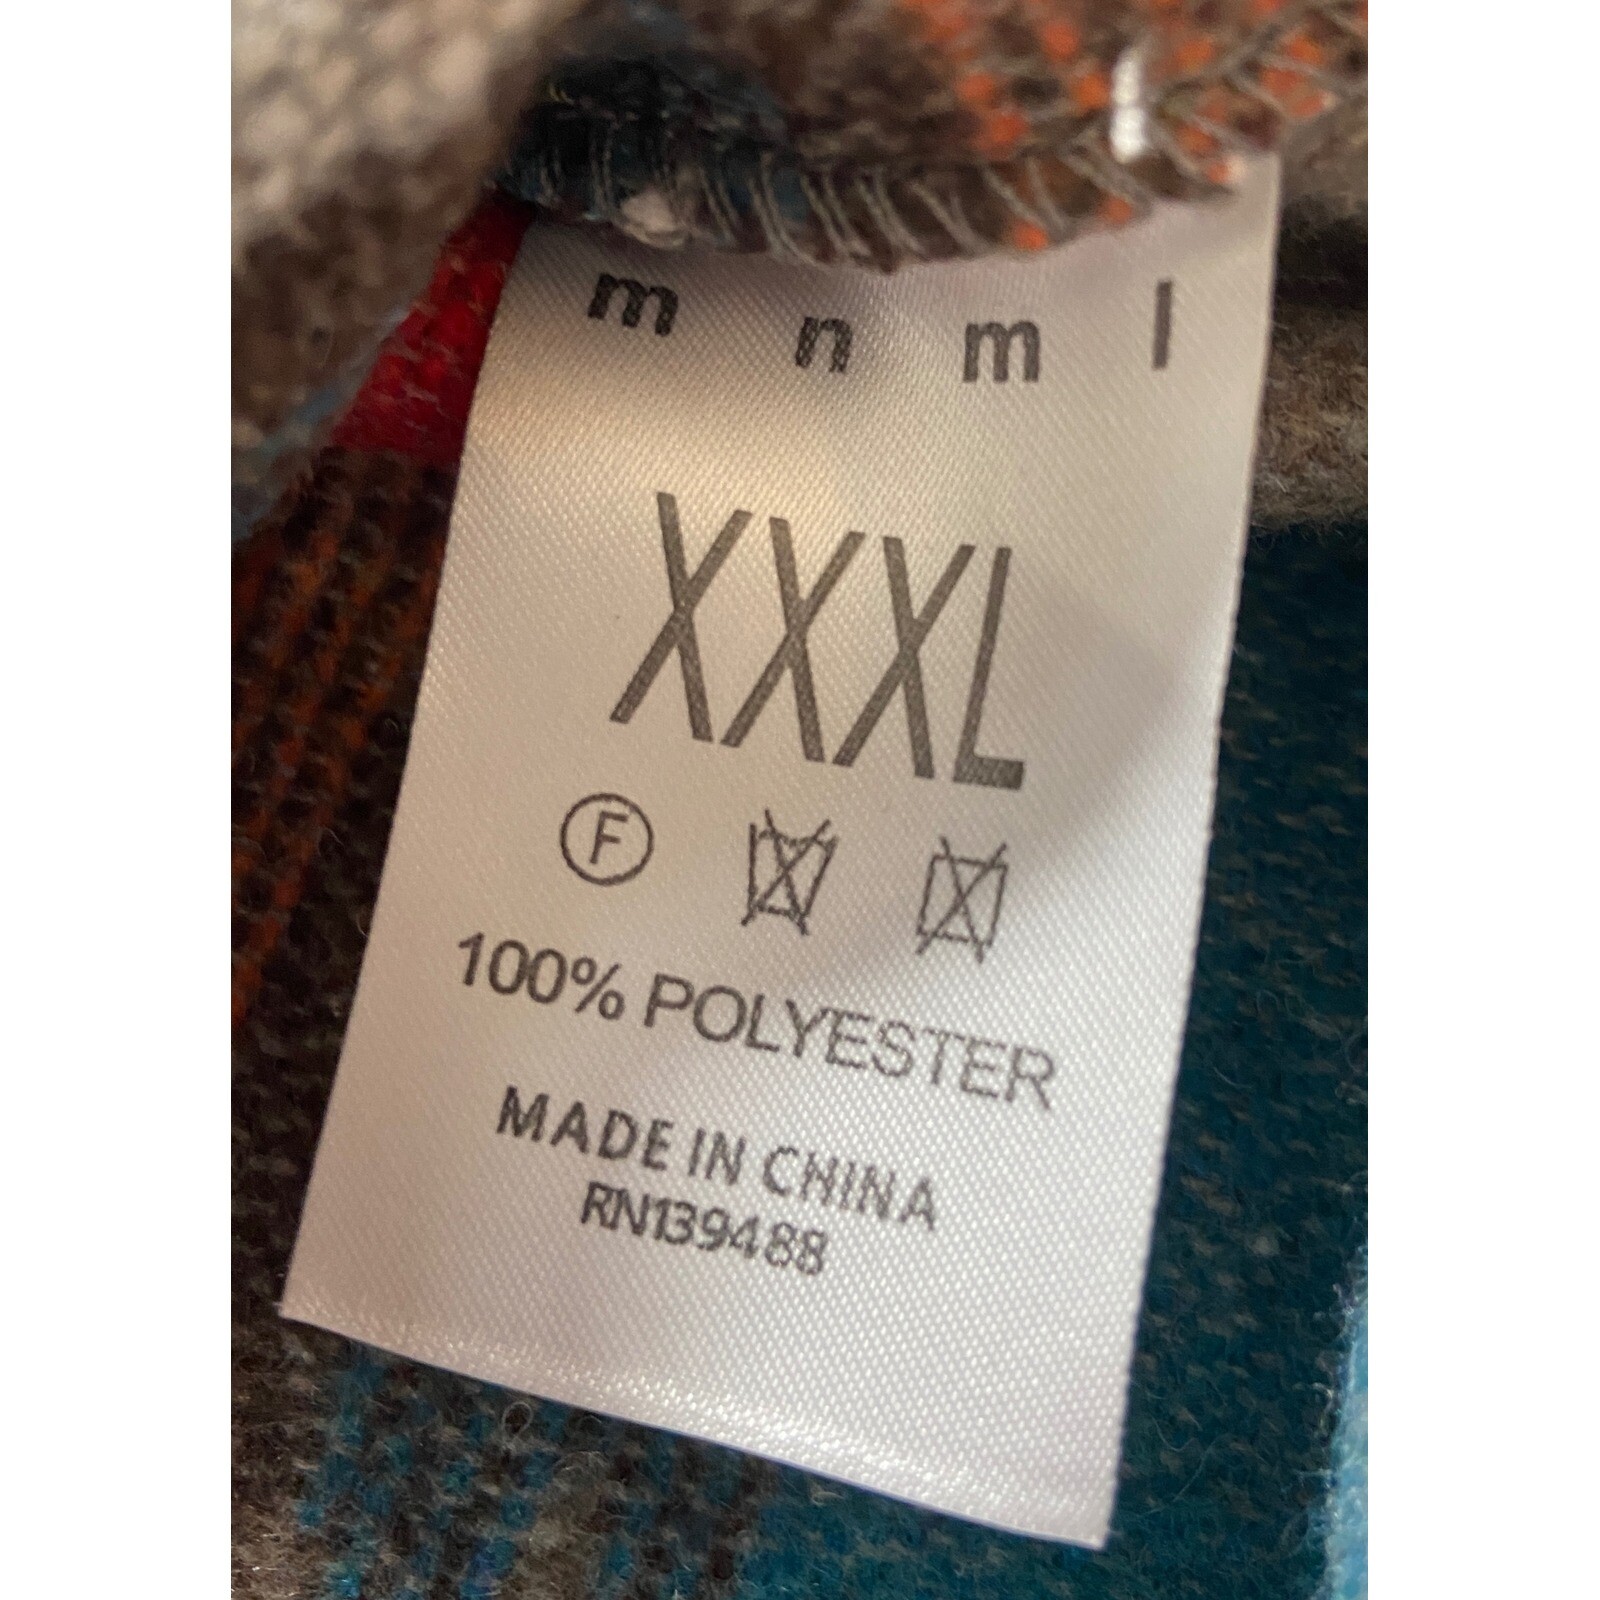 m n m l
XXXL
F
100% POLYESTER
MADE IN CHINA
RN139488